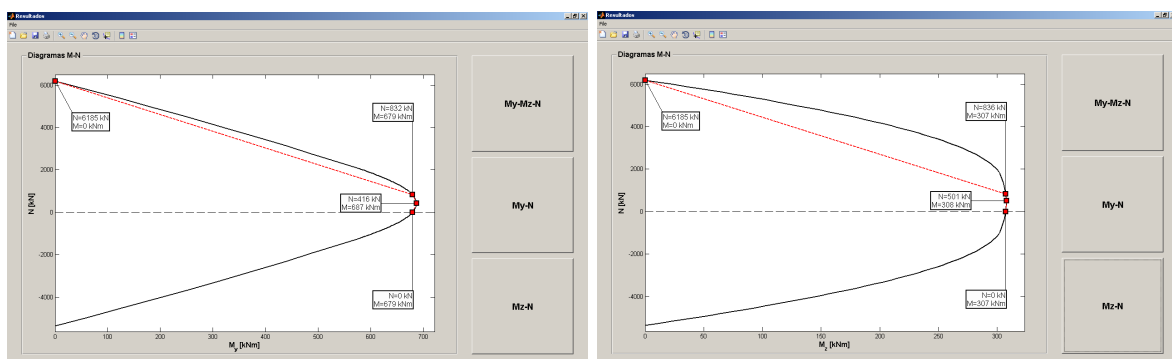 Resultados
File
Diagramas M-N
6000
4000
2000
0
-2000
-4000
N [kN]
0
100
200
300
400
500
600
700
M_y [kNm]
N=6185 kN
M=0 kNm
N=832 kN
M=679 kNm
N=416 kN
M=687 kNm
N=0 kN
M=679 kNm
My-Mz-N
My-N
Mz-N
Resultados
File
Diagramas M-N
6000
4000
2000
0
-2000
-4000
N [kN]
0
50
100
150
200
250
300
M_z [kNm]
N=6185 kN
M=0 kNm
N=836 kN
M=307 kNm
N=501 kN
M=308 kNm
N=0 kN
M=307 kNm
My-Mz-N
My-N
Mz-N